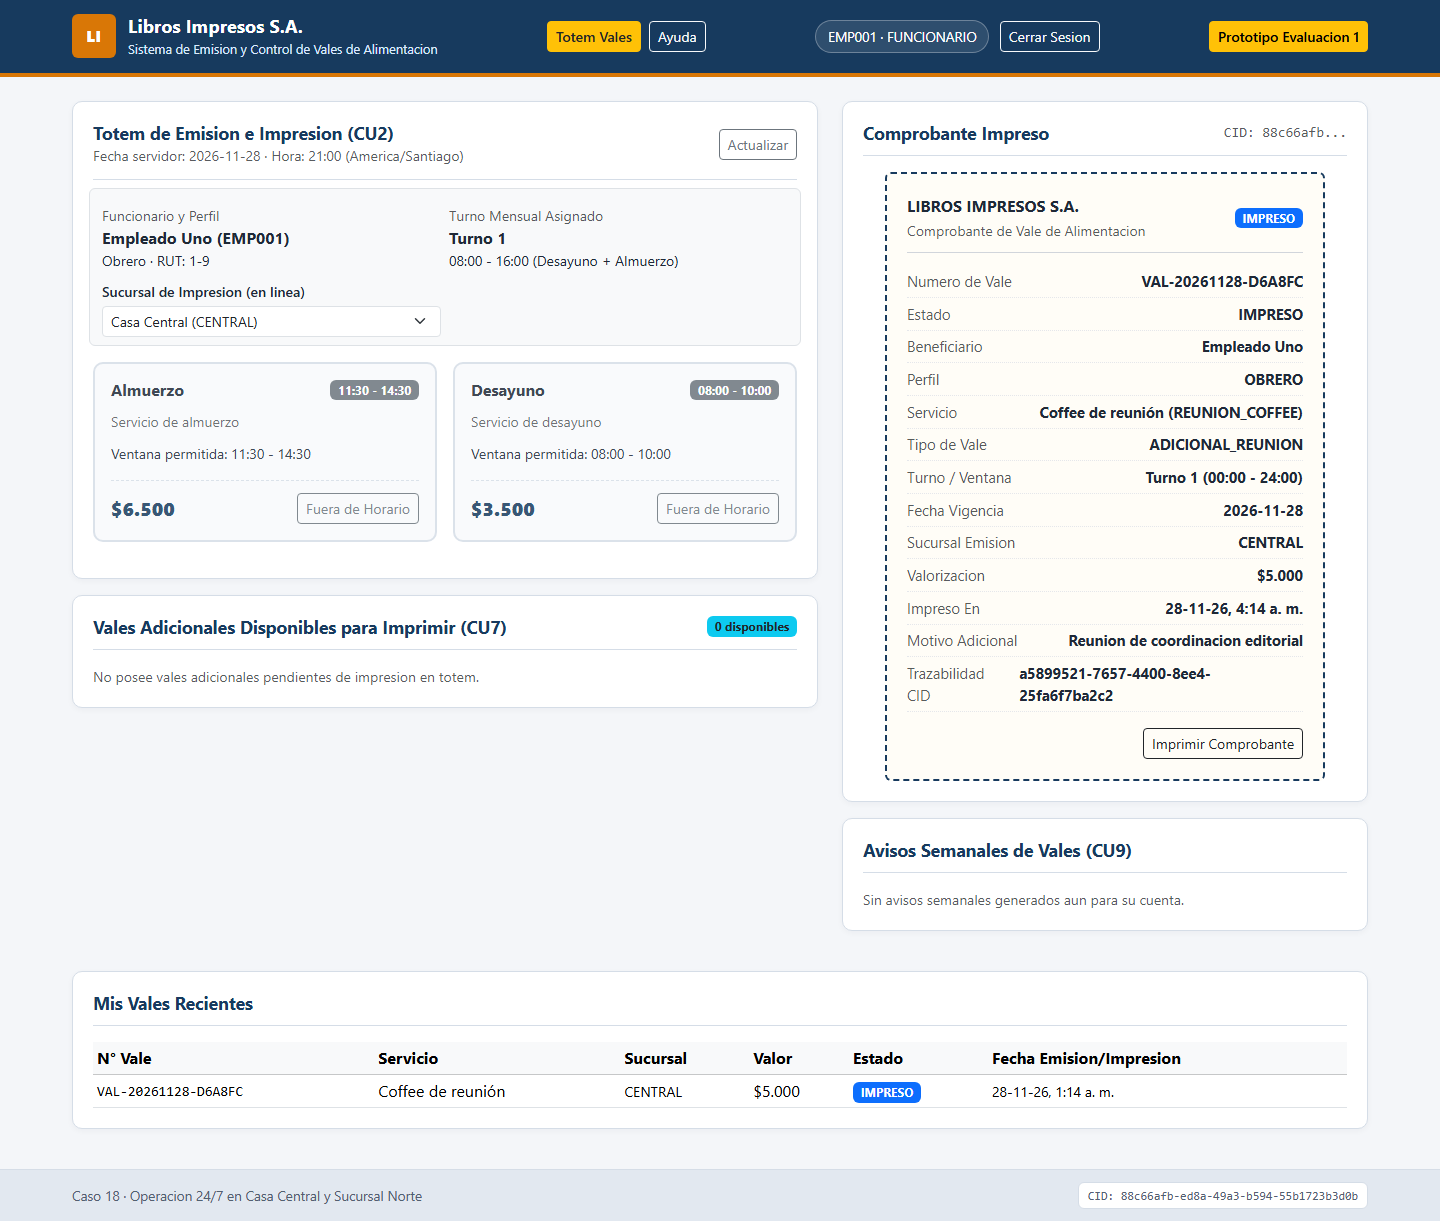 LI
Libros Impresos S.A.
Sistema de Emision y Control de Vales de Alimentacion
Totem Vales
Ayuda
EMP001 · FUNCIONARIO
Cerrar Sesion
Prototipo Evaluacion 1
Totem de Emision e Impresion (CU2)
Fecha servidor: 2026-11-28 · Hora: 21:00 (America/Santiago)
Actualizar
Funcionario y Perfil
Empleado Uno (EMP001)
Obrero · RUT: 1-9
Turno Mensual Asignado
Turno 1
08:00 - 16:00 (Desayuno + Almuerzo)
Sucursal de Impresion (en linea)
Casa Central (CENTRAL)
Almuerzo
11:30 - 14:30
Servicio de almuerzo
Ventana permitida: 11:30 - 14:30
$6.500
Fuera de Horario
Desayuno
08:00 - 10:00
Servicio de desayuno
Ventana permitida: 08:00 - 10:00
$3.500
Fuera de Horario
Vales Adicionales Disponibles para Imprimir (CU7)
0 disponibles
No posee vales adicionales pendientes de impresion en totem.
Comprobante Impreso
CID: 88c66afb...
LIBROS IMPRESOS S.A.
Comprobante de Vale de Alimentacion
IMPRESO
Numero de Vale VAL-20261128-D6A8FC
Estado IMPRESO
Beneficiario Empleado Uno
Perfil OBRERO
Servicio Coffee de reunión (REUNION_COFFEE)
Tipo de Vale ADICIONAL_REUNION
Turno / Ventana Turno 1 (00:00 - 24:00)
Fecha Vigencia 2026-11-28
Sucursal Emision CENTRAL
Valorizacion $5.000
Impreso En 28-11-26, 4:14 a. m.
Motivo Adicional Reunion de coordinacion editorial
Trazabilidad CID a5899521-7657-4400-8ee4-25fa6f7ba2c2
Imprimir Comprobante
Avisos Semanales de Vales (CU9)
Sin avisos semanales generados aun para su cuenta.
Mis Vales Recientes
N° Vale Servicio Sucursal Valor Estado Fecha Emision/Impresion
VAL-20261128-D6A8FC Coffee de reunión CENTRAL $5.000 IMPRESO 28-11-26, 1:14 a. m.
Caso 18 · Operacion 24/7 en Casa Central y Sucursal Norte
CID: 88c66afb-ed8a-49a3-b594-55b1723b3d0b